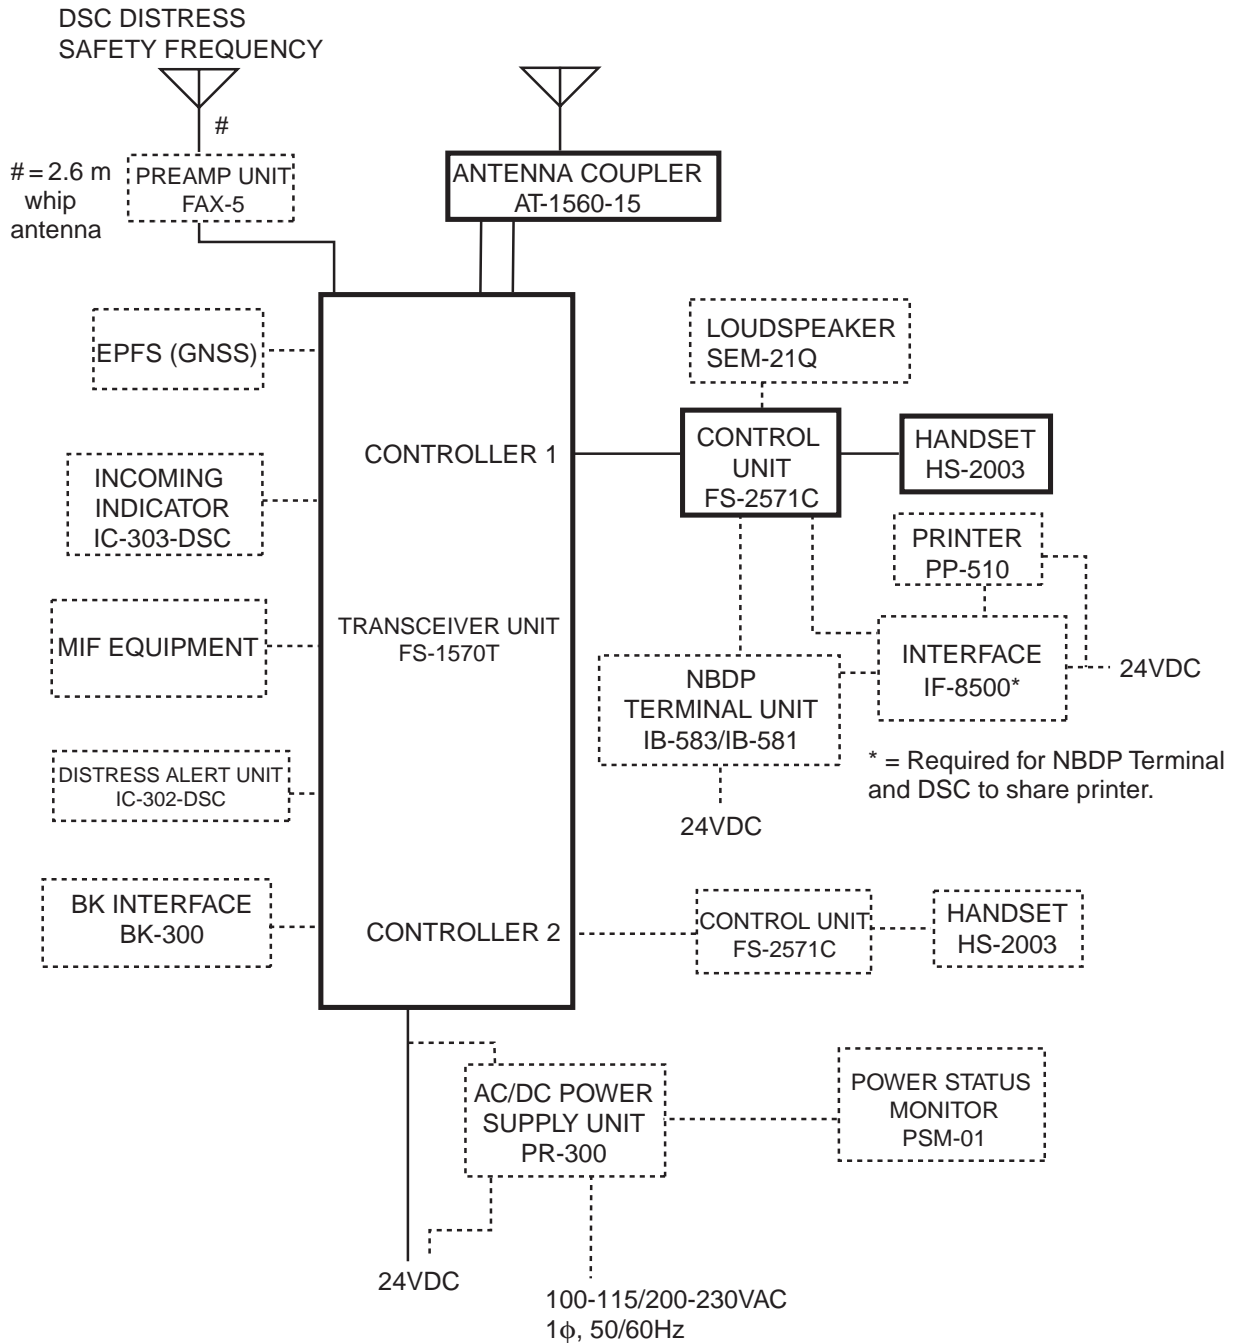 DSC DISTRESS
SAFETY FREQUENCY
#
# = 2.6 m
whip
antenna
PREAMP UNIT
FAX-5
ANTENNA COUPLER
AT-1560-15
EPFS (GNSS)
LOUDSPEAKER
SEM-21Q
CONTROLLER 1
CONTROL
UNIT
FS-2571C
HANDSET
HS-2003
INCOMING
INDICATOR
IC-303-DSC
PRINTER
PP-510
MIF EQUIPMENT
TRANSCEIVER UNIT
FS-1570T
NBDP
TERMINAL UNIT
IB-583/IB-581
INTERFACE
IF-8500*
24VDC
* = Required for NBDP Terminal
and DSC to share printer.
24VDC
DISTRESS ALERT UNIT
IC-302-DSC
BK INTERFACE
BK-300
CONTROLLER 2
CONTROL UNIT
FS-2571C
HANDSET
HS-2003
AC/DC POWER
SUPPLY UNIT
PR-300
POWER STATUS
MONITOR
PSM-01
24VDC
100-115/200-230VAC
1ϕ, 50/60Hz